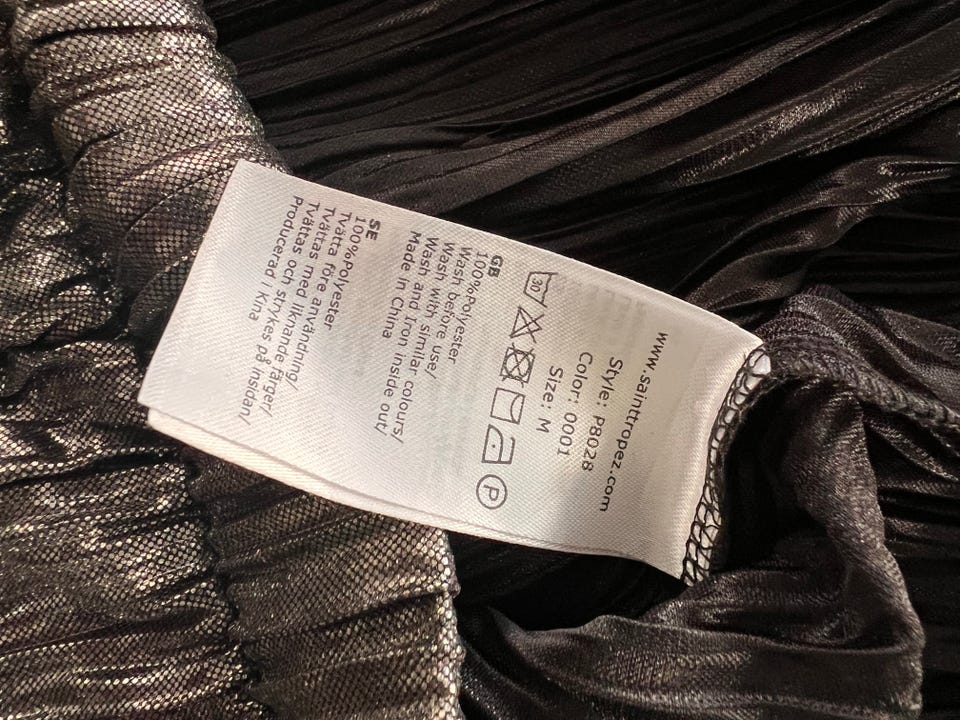 www.sainttropez.com
Style: P8028
Color: 0001
Size: M
30
P
GB
100%Polyester
Wash before use/
Wash with similar colours/
Wash and Iron inside out/
Made in China
SE
100%Polyester
Tvätta före användning/
Tvättas med liknande färger/
Tvättas och strykes på insidan/
Producerad i Kina